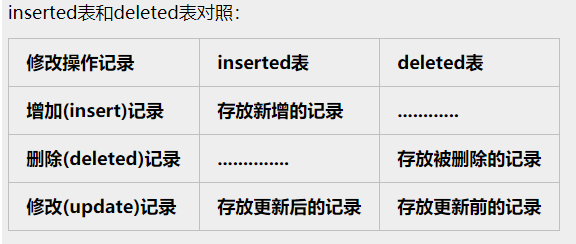 inserted表和deleted表对照：
修改操作记录 inserted表 deleted表
增加(insert)记录 存放新增的记录 ............
删除(deleted)记录 .............. 存放被删除的记录
修改(update)记录 存放更新后的记录 存放更新前的记录